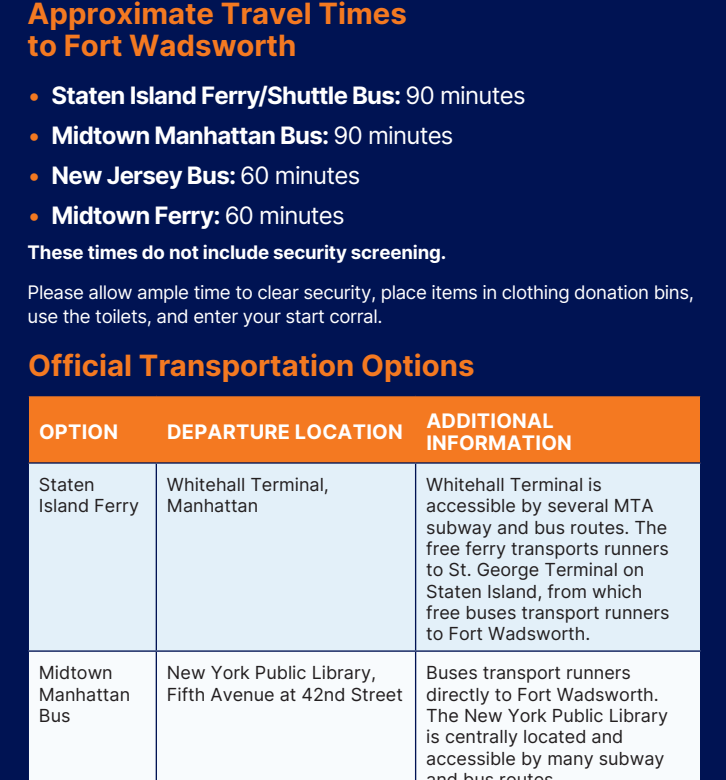 Approximate Travel Times
to Fort Wadsworth
• Staten Island Ferry/Shuttle Bus: 90 minutes
• Midtown Manhattan Bus: 90 minutes
• New Jersey Bus: 60 minutes
• Midtown Ferry: 60 minutes
These times do not include security screening.
Please allow ample time to clear security, place items in clothing donation bins,
use the toilets, and enter your start corral.
Official Transportation Options
OPTION
DEPARTURE LOCATION
ADDITIONAL
INFORMATION
Staten
Island Ferry
Whitehall Terminal,
Manhattan
Whitehall Terminal is
accessible by several MTA
subway and bus routes. The
free ferry transports runners
to St. George Terminal on
Staten Island, from which
free buses transport runners
to Fort Wadsworth.
Midtown
Manhattan
Bus
New York Public Library,
Fifth Avenue at 42nd Street
Buses transport runners
directly to Fort Wadsworth.
The New York Public Library
is centrally located and
accessible by many subway
and bus routes.